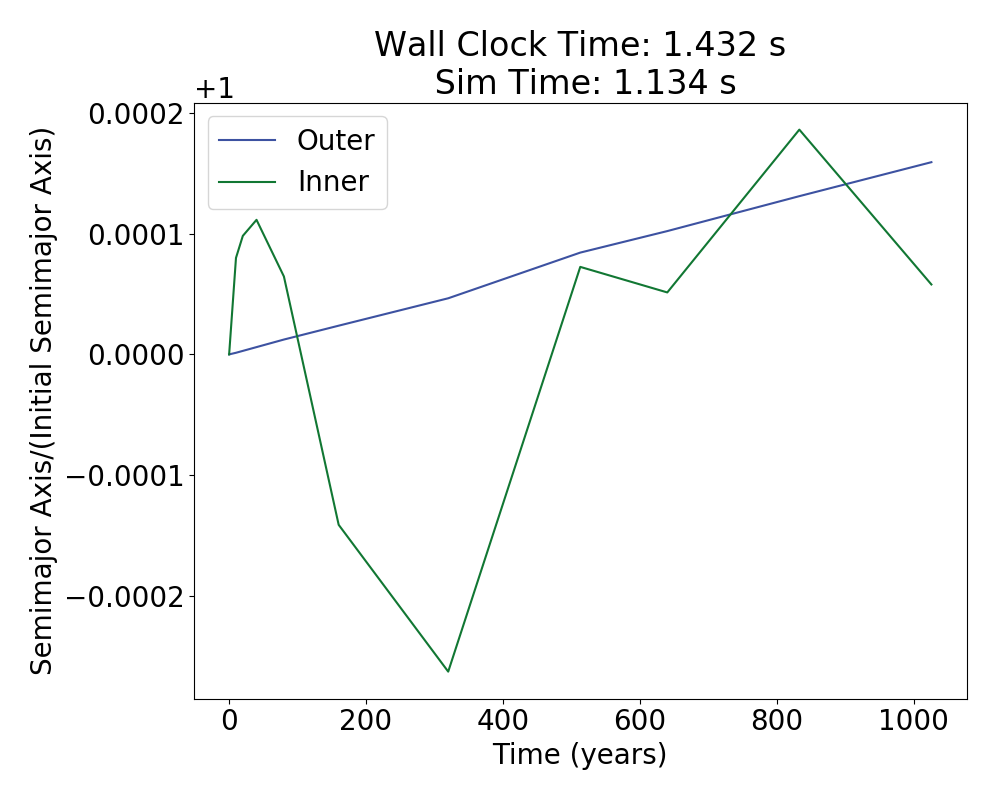 Wall Clock Time: 1.432 s
Sim Time: 1.134 s
+1
0.0002
0.0001
0.0000
−0.0001
−0.0002
Semimajor Axis/(Initial Semimajor Axis)
Outer
Inner
0 200 400 600 800 1000
Time (years)